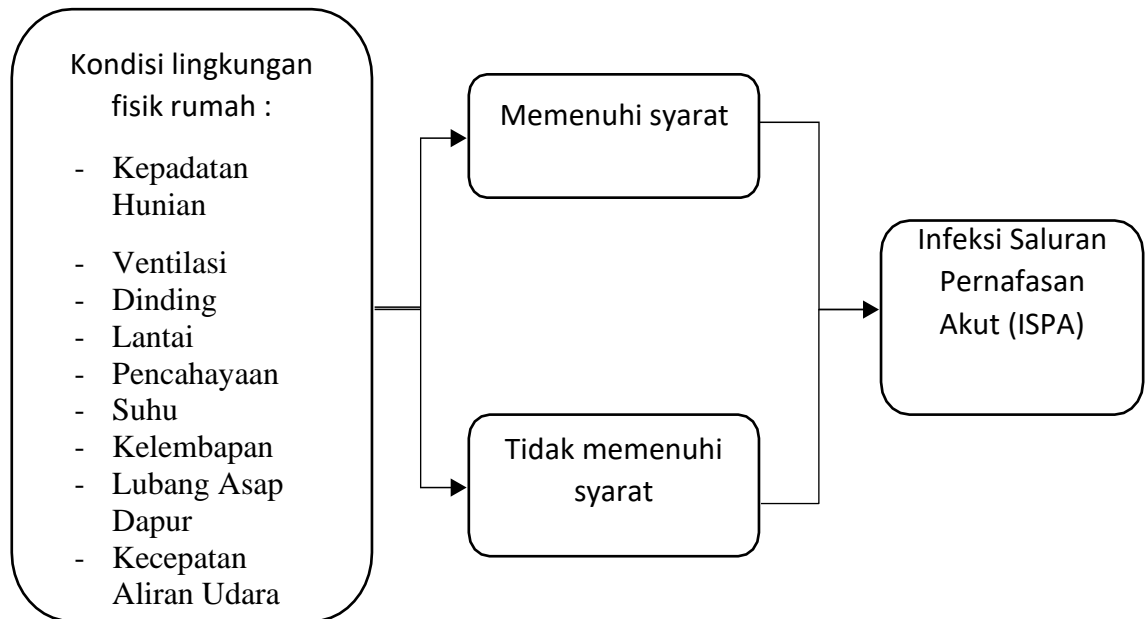 Kondisi lingkungan
fisik rumah :
- Kepadatan
Hunian
- Ventilasi
- Dinding
- Lantai
- Pencahayaan
- Suhu
- Kelembapan
- Lubang Asap
Dapur
- Kecepatan
Aliran Udara
Memenuhi syarat
Tidak memenuhi
syarat
Infeksi Saluran
Pernafasan
Akut (ISPA)